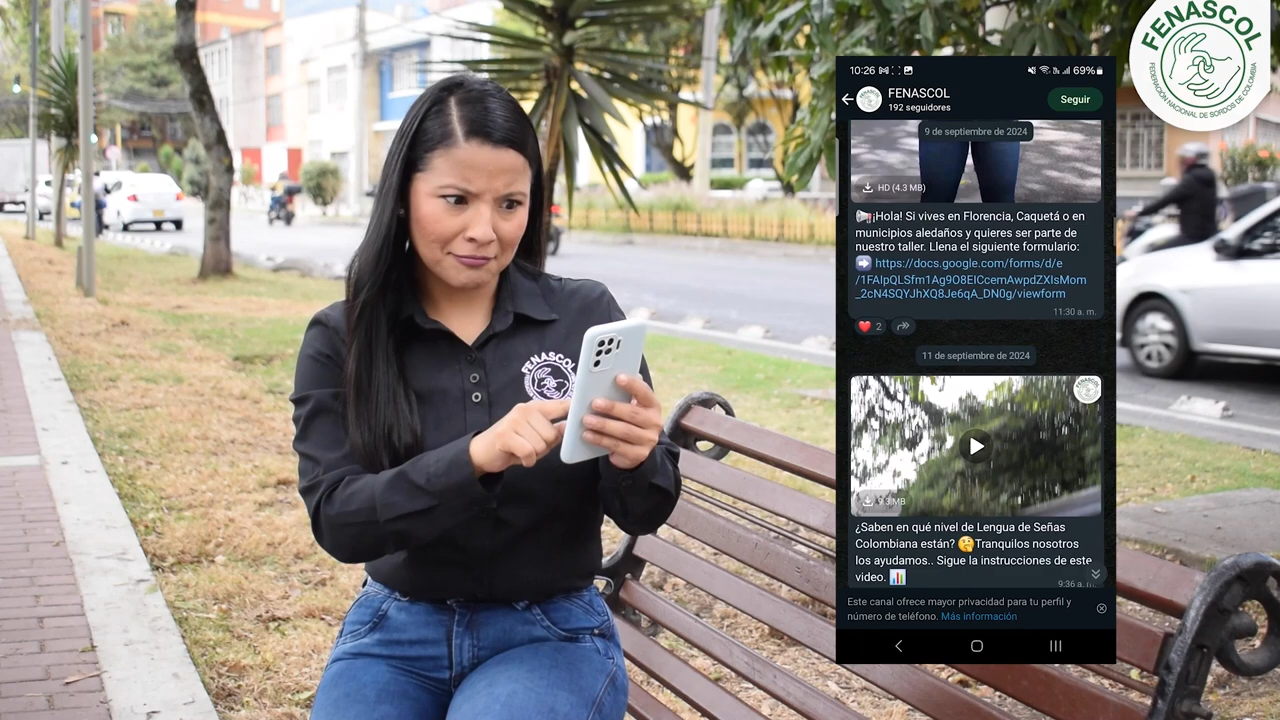 FENASCOL
FEDERACIÓN NACIONAL DE SORDOS DE COLOMBIA
10:26
69%
FENASCOL
192 seguidores
Seguir
9 de septiembre de 2024
HD (4.3 MB)
¡Hola! Si vives en Florencia, Caquetá o en
municipios aledaños y quieres ser parte de
nuestro taller. Llena el siguiente formulario:
➡️ https://docs.google.com/forms/d/e
/1FAIpQLSfm1Ag9O8ElCcemAwpdZXIsMom
_2cN4SQYJhXQ8Je6qA_DN0g/viewform
11:30 a. m.
❤️ 2
11 de septiembre de 2024
FENASCOL
9.3 MB
¿Saben en qué nivel de Lengua de Señas
Colombiana están? 🤔Tranquilos nosotros
los ayudamos.. Sigue la instrucciones de este
video. 📊
9:36 a. m.
Este canal ofrece mayor privacidad para tu perfil y
número de teléfono. Más información
FENASCOL